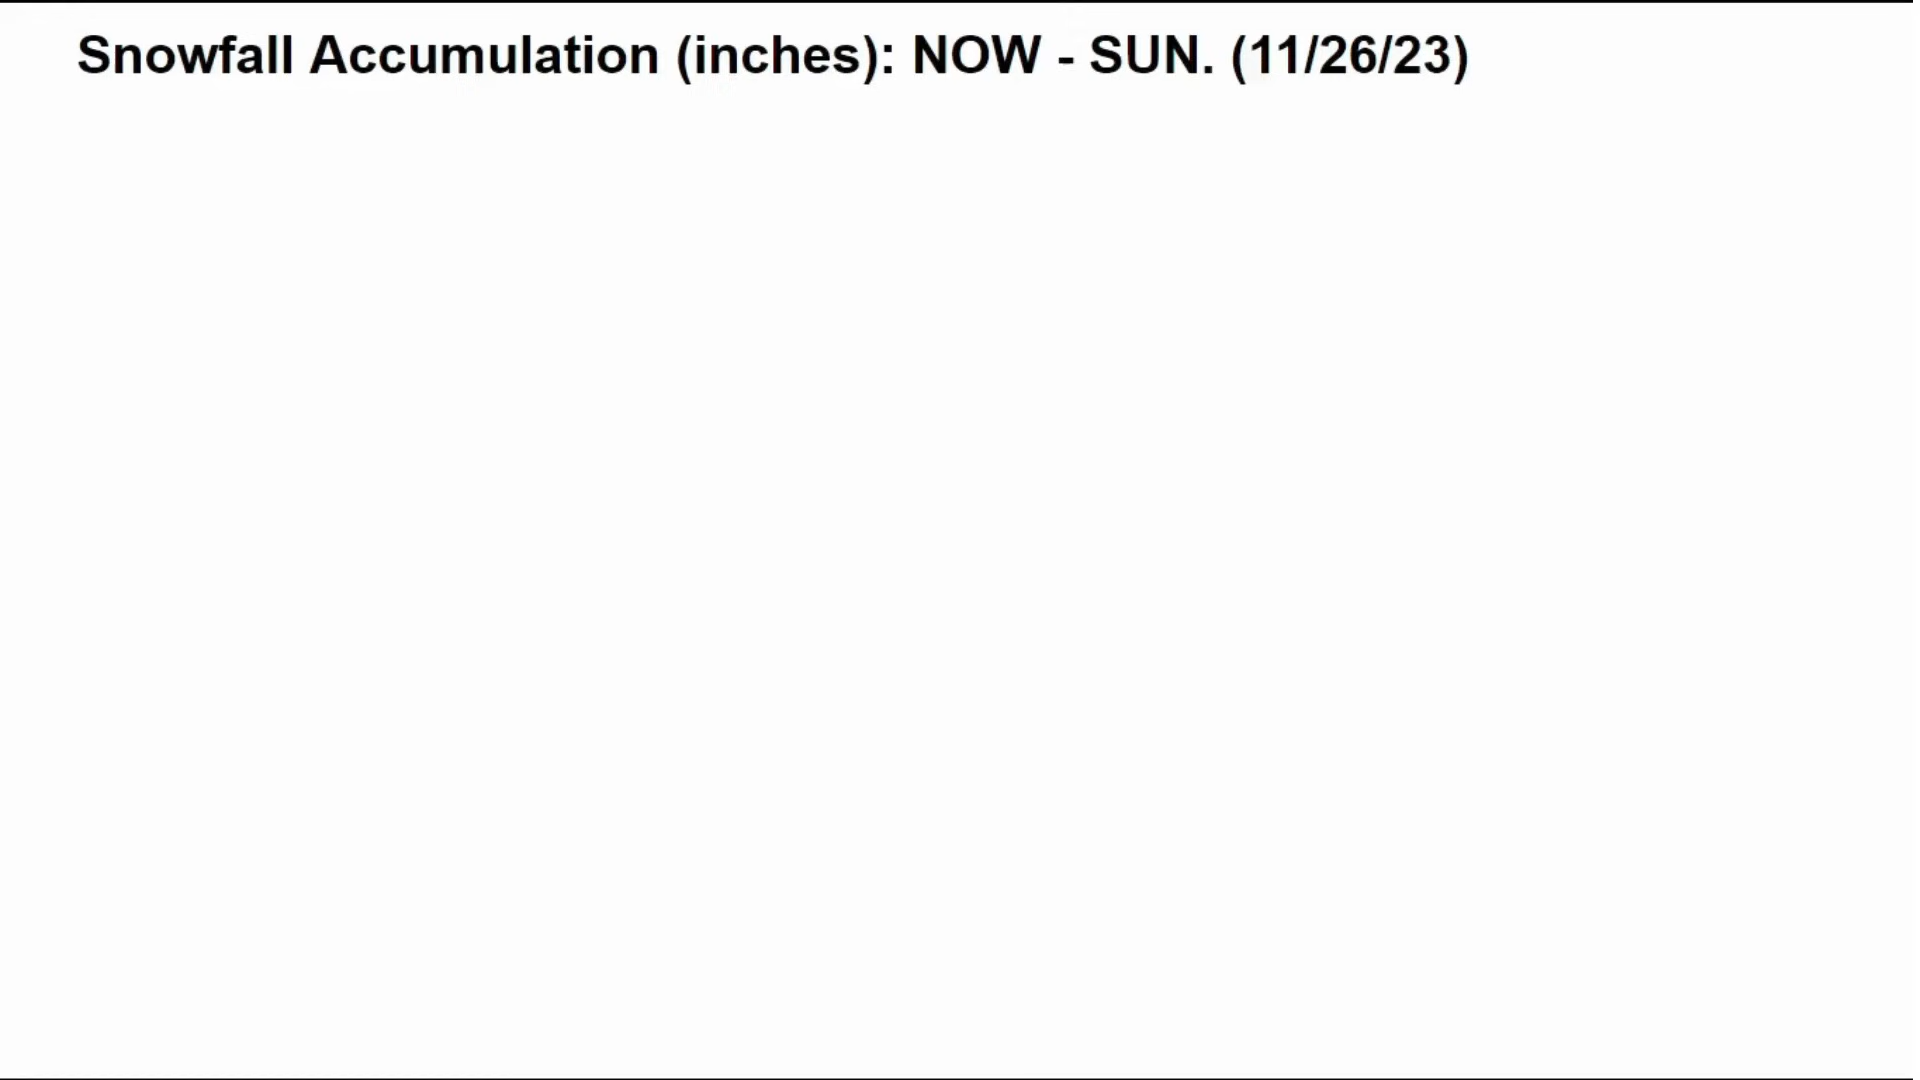 Snowfall Accumulation (inches): NOW - SUN. (11/26/23)